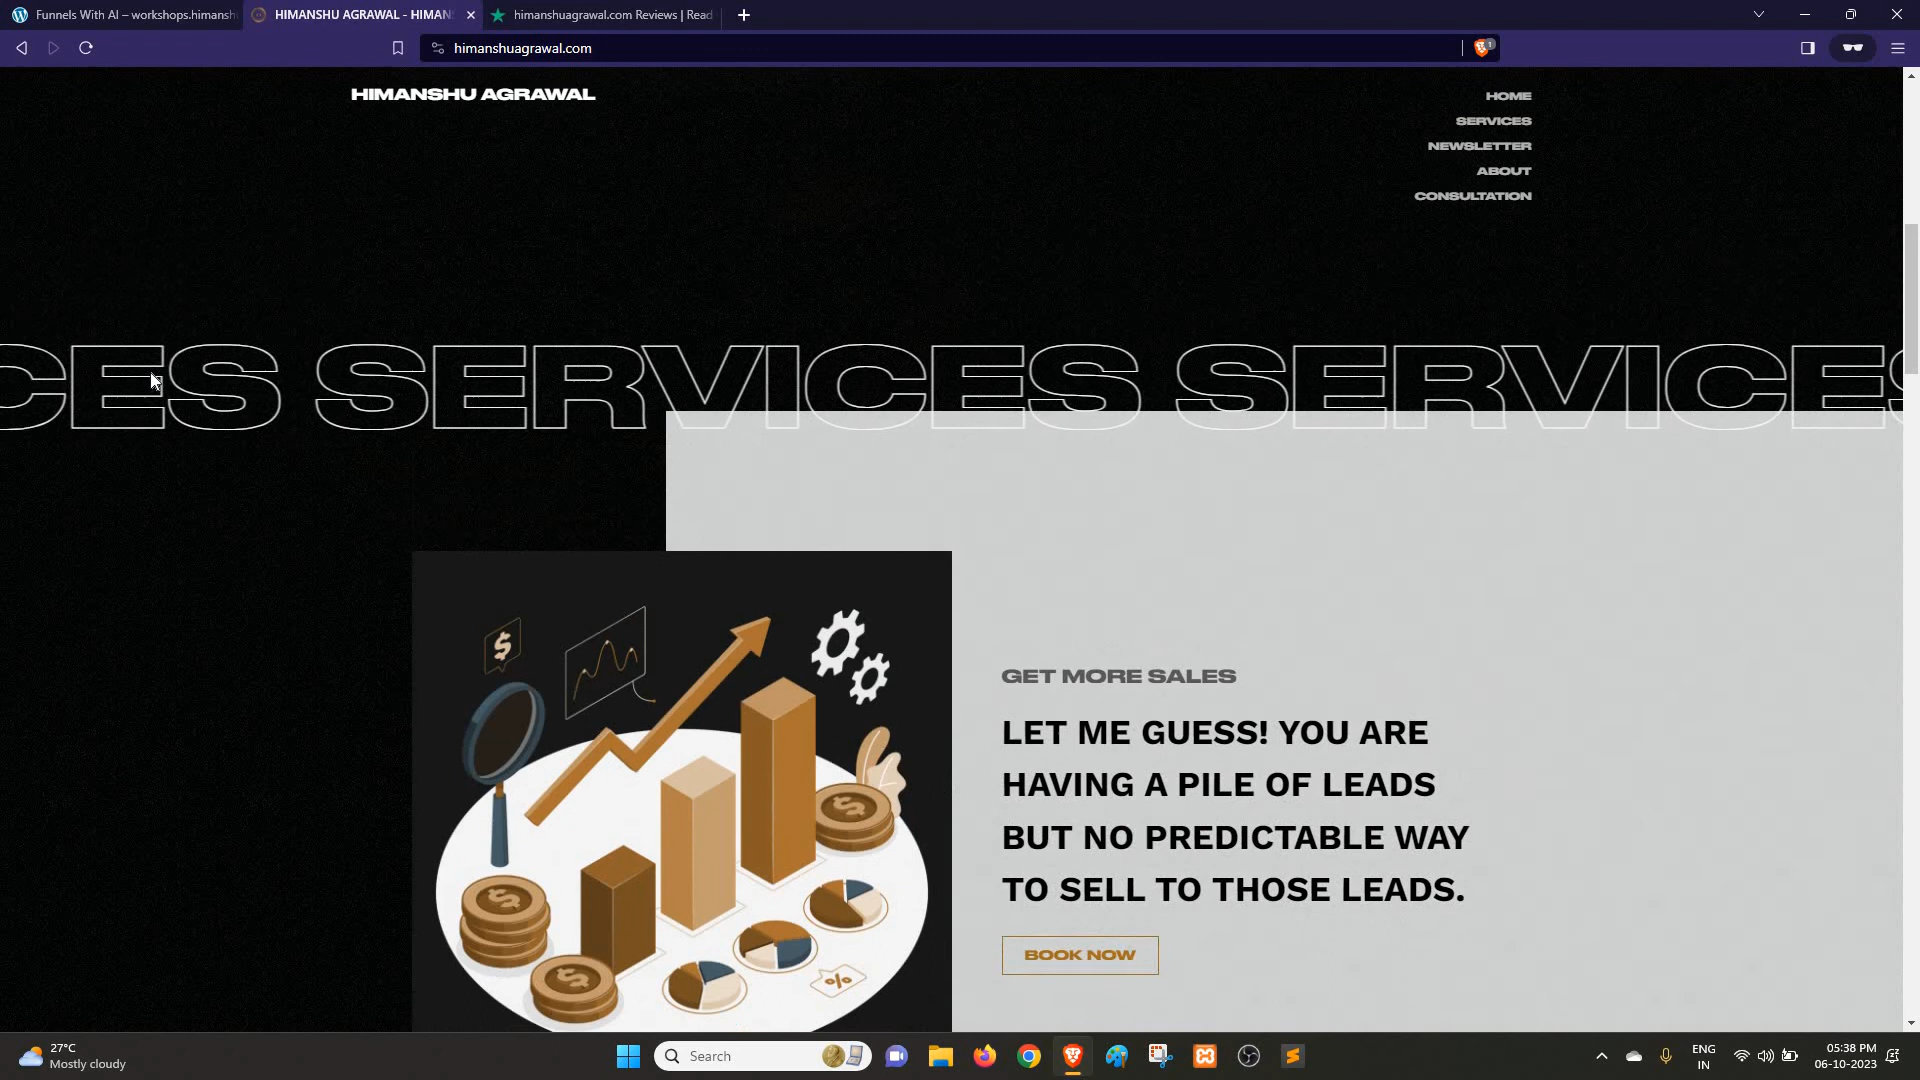 Funnels With AI – workshops.himanshu
HIMANSHU AGRAWAL - HIMANS
himanshuagrawal.com Reviews | Read
himanshuagrawal.com
1
HIMANSHU AGRAWAL
HOME
SERVICES
NEWSLETTER
ABOUT
CONSULTATION
CES SERVICES SERVICES
GET MORE SALES
LET ME GUESS! YOU ARE
HAVING A PILE OF LEADS
BUT NO PREDICTABLE WAY
TO SELL TO THOSE LEADS.
BOOK NOW
$
$
$
$
%
27°C
Mostly cloudy
Search
ENG
IN
05:38 PM
06-10-2023